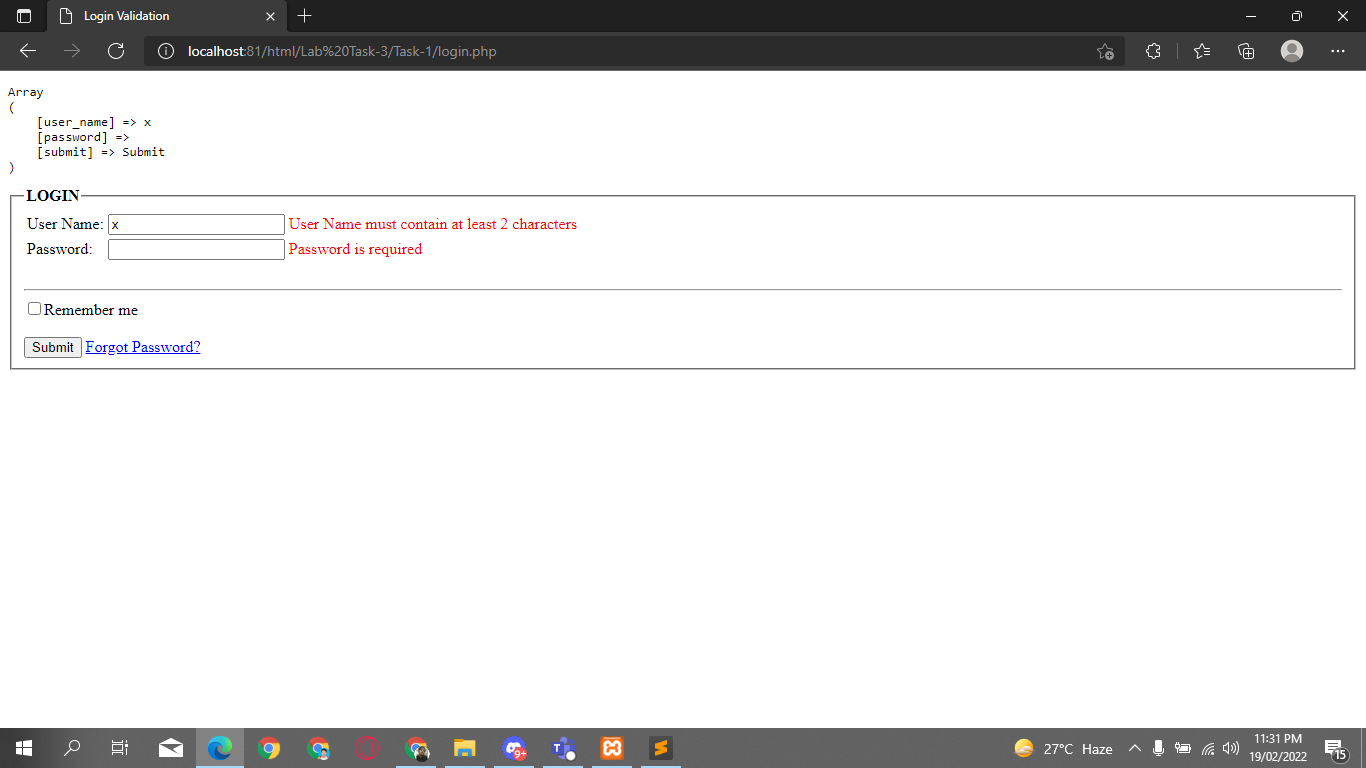 Login Validation
localhost:81/html/Lab%20Task-3/Task-1/login.php
Array
(
[user_name] => x
[password] =>
[submit] => Submit
)
LOGIN
User Name: x User Name must contain at least 2 characters
Password: Password is required
Remember me
Submit Forgot Password?
9+
27°C Haze
11:31 PM
19/02/2022
15